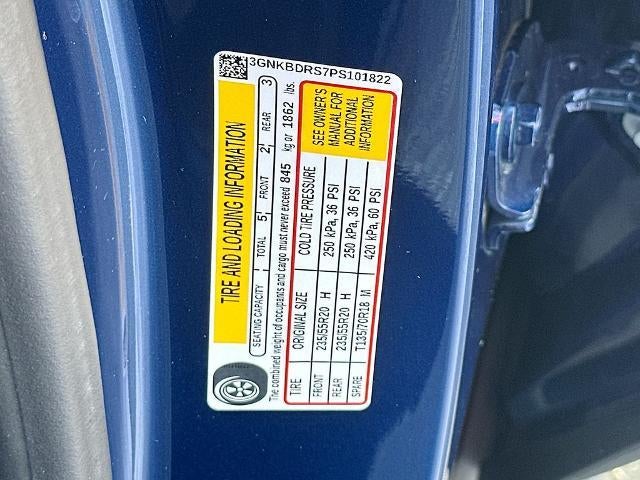 3GNKBDRS7PS101822
TIRE AND LOADING INFORMATION
SEATING CAPACITY TOTAL 5 FRONT 2 REAR 3
The combined weight of occupants and cargo must never exceed 845 kg or 1862 lbs.
TIRE ORIGINAL SIZE COLD TIRE PRESSURE
FRONT 235/55R20 H 250 kPa, 36 PSI
REAR 235/55R20 H 250 kPa, 36 PSI
SPARE T135/70R18 M 420 kPa, 60 PSI
SEE OWNER'S
MANUAL FOR
ADDITIONAL
INFORMATION